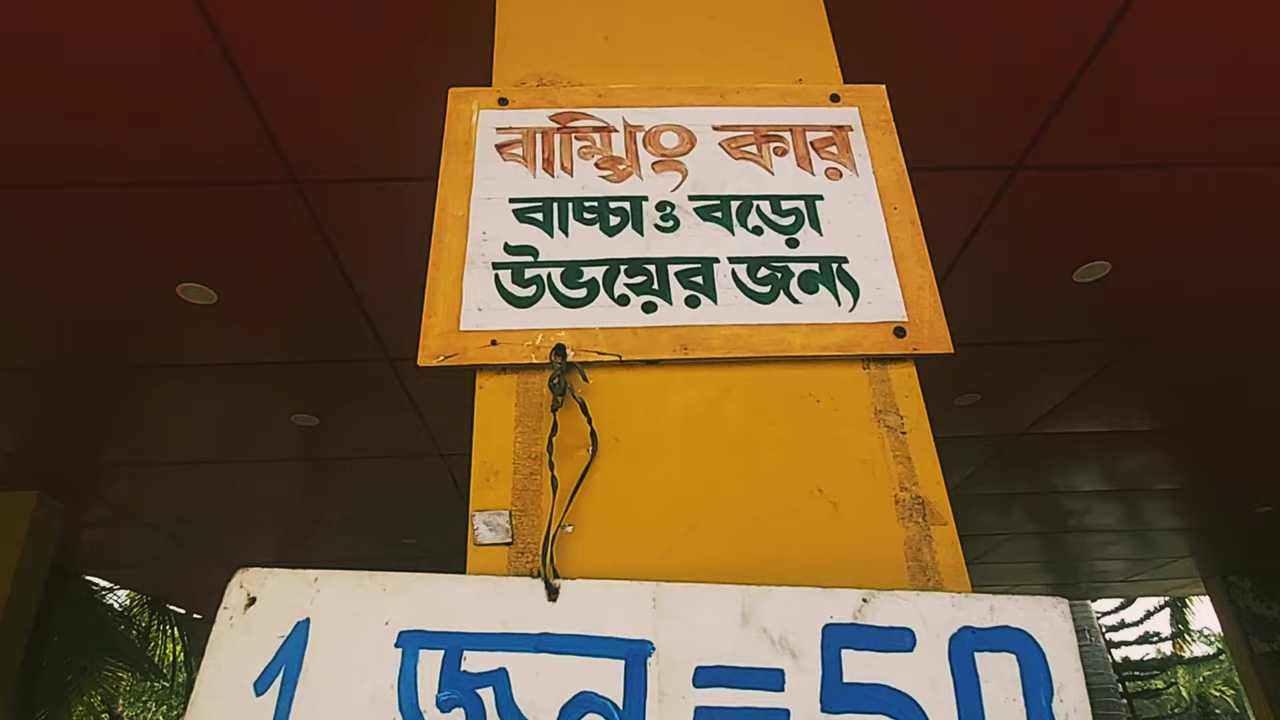 বাম্পিং কার
বাচ্চা ও বড়ো
উভয়ের জন্য
1 জন = 50